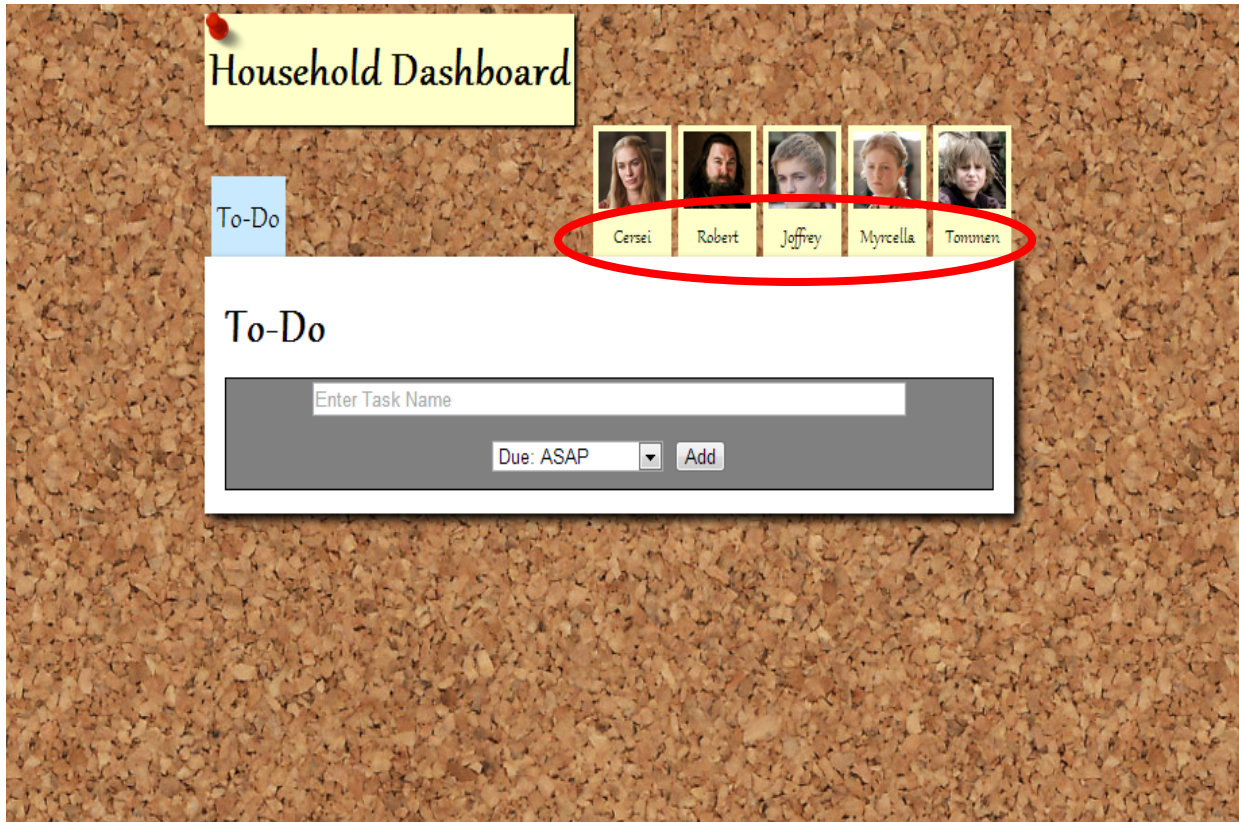 Household Dashboard
To-Do
Cersei Robert Joffrey Myrcella Tommen
To-Do
Enter Task Name
Due: ASAP Add